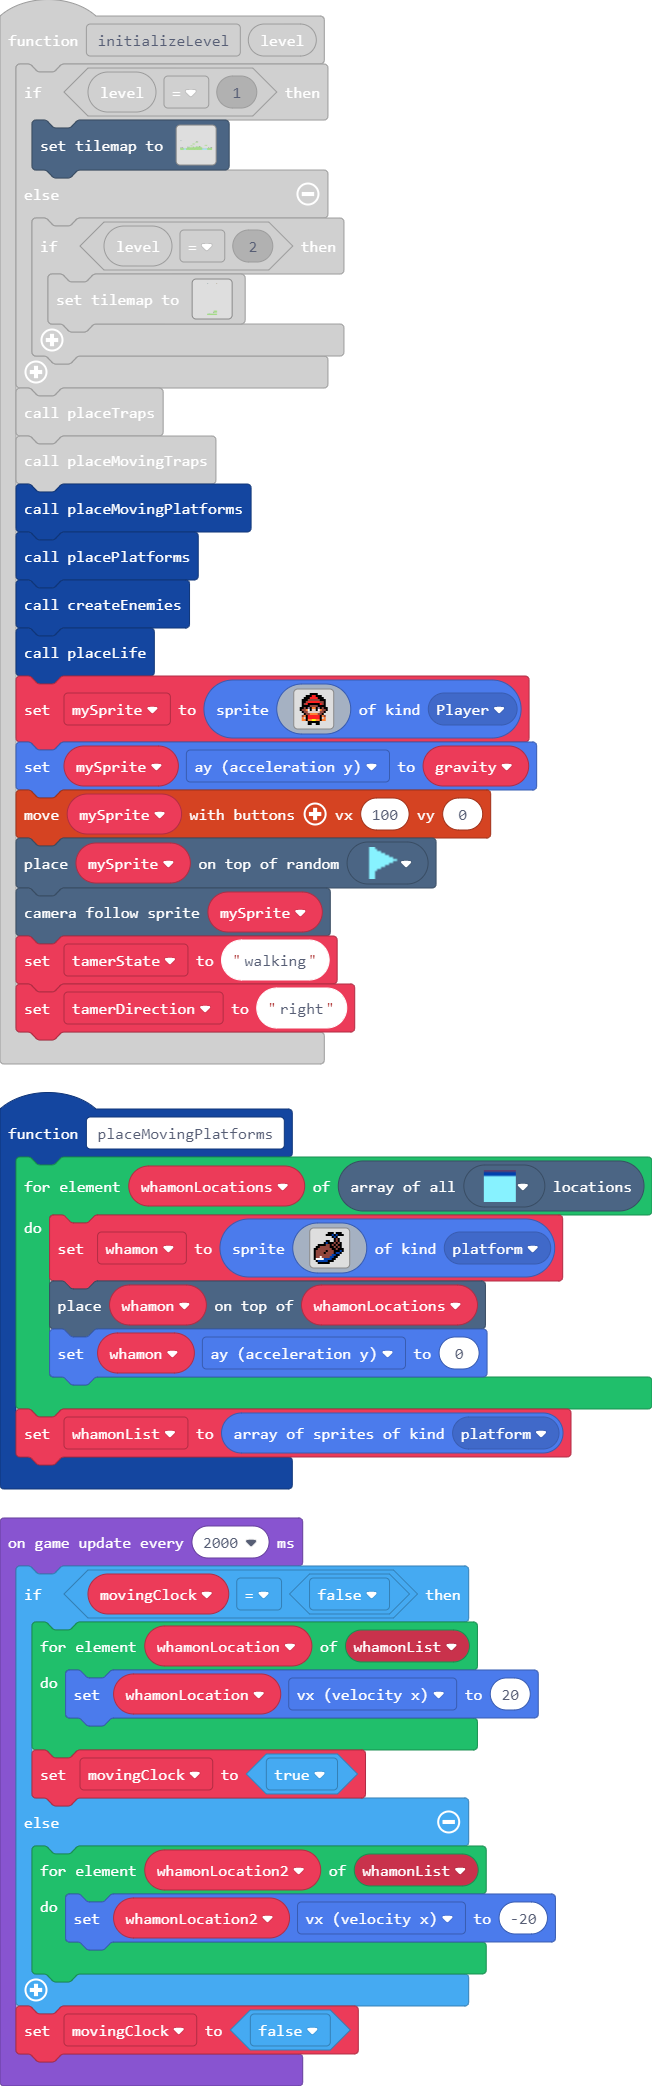 function initializeLevel level
if level = 1 then
set tilemap to
else
if level = 2 then
set tilemap to
call placeTraps
call placeMovingTraps
call placeMovingPlatforms
call placePlatforms
call createEnemies
call placeLife
set mySprite to sprite of kind Player
set mySprite ay (acceleration y) to gravity
move mySprite with buttons vx 100 vy 0
place mySprite on top of random
camera follow sprite mySprite
set tamerState to "walking"
set tamerDirection to "right"
function placeMovingPlatforms
for element whamonLocations of array of all locations
do
set whamon to sprite of kind platform
place whamon on top of whamonLocations
set whamon ay (acceleration y) to 0
set whamonList to array of sprites of kind platform
on game update every 2000 ms
if movingClock = false then
for element whamonLocation of whamonList
do set whamonLocation vx (velocity x) to 20
set movingClock to true
else
for element whamonLocation2 of whamonList
do set whamonLocation2 vx (velocity x) to -20
set movingClock to false